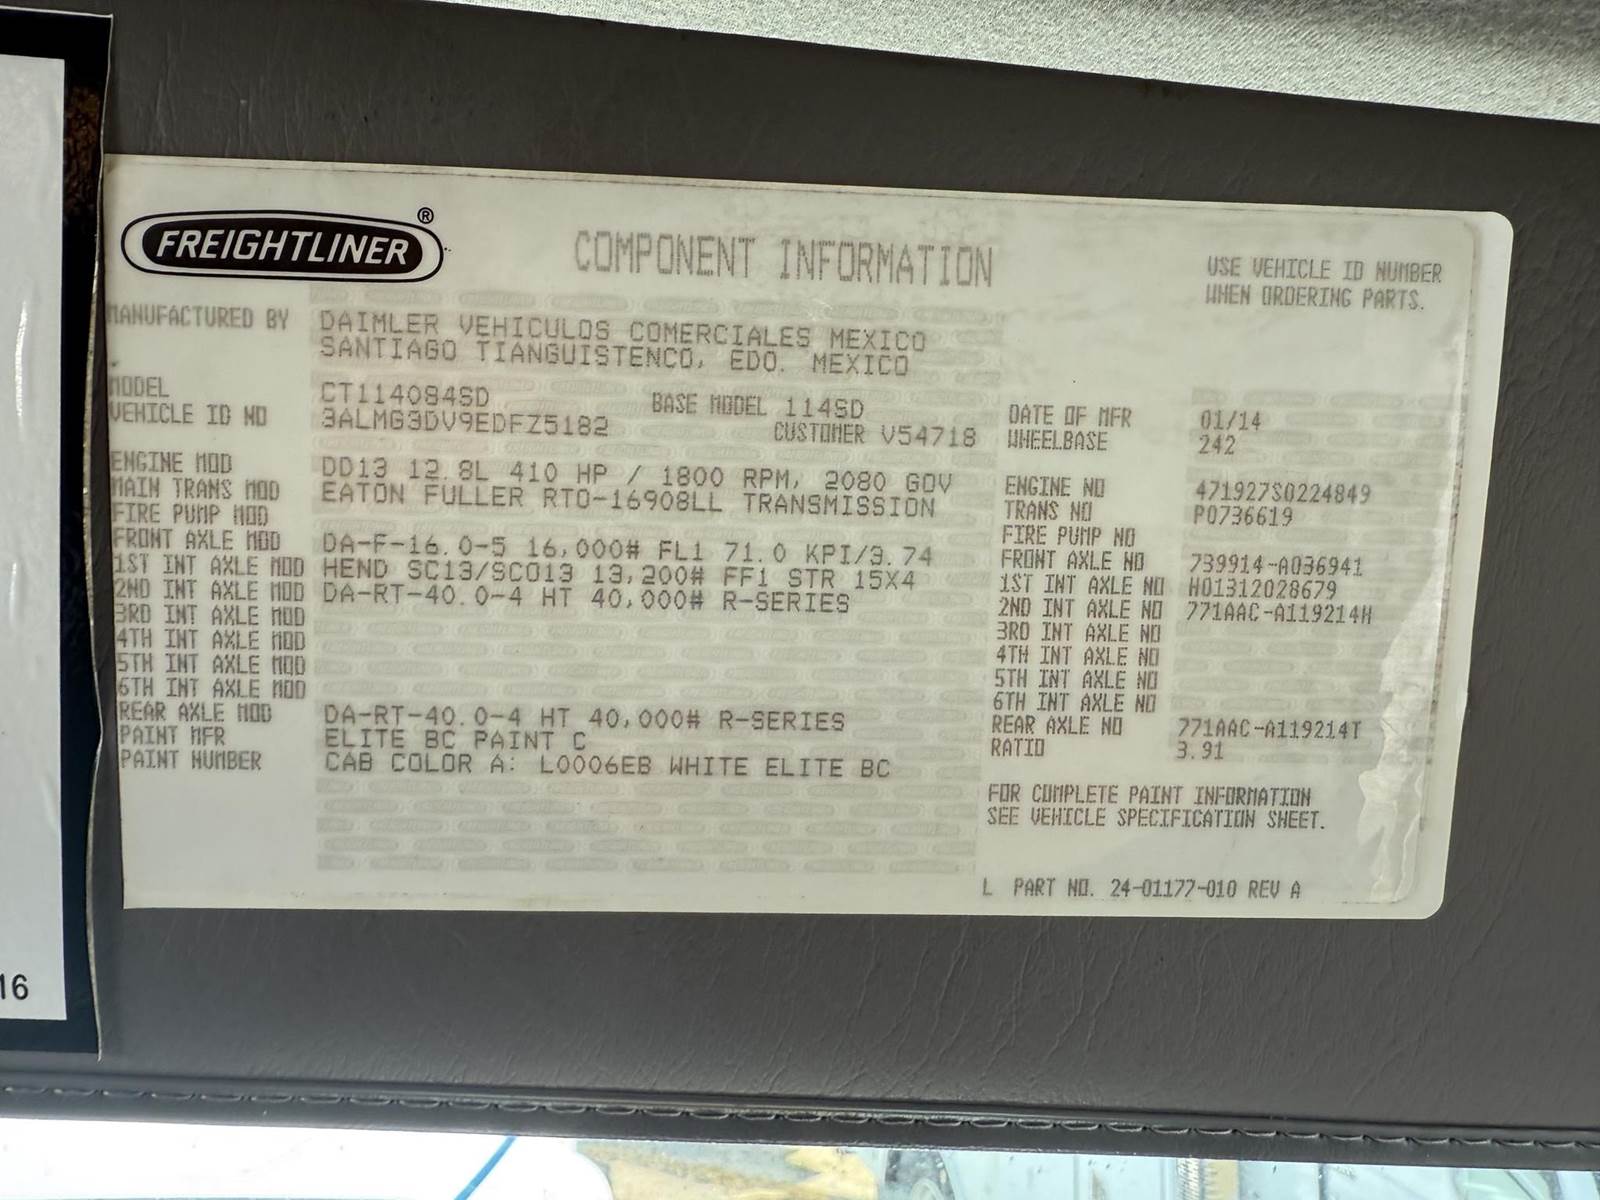 FREIGHTLINER®
COMPONENT INFORMATION
USE VEHICLE ID NUMBER
WHEN ORDERING PARTS.
MANUFACTURED BY DAIMLER VEHICULOS COMERCIALES MEXICO
SANTIAGO TIANGUISTENCO, EDO. MEXICO
MODEL CT114084SD BASE MODEL 114SD DATE OF MFR 01/14
VEHICLE ID NO 3ALMG3DV9EDFZ5182 CUSTOMER V54718 WHEELBASE 242
ENGINE MOD DD13 12.8L 410 HP / 1800 RPM, 2080 GOV ENGINE NO 471927S0224849
MAIN TRANS MOD EATON FULLER RTO-16908LL TRANSMISSION TRANS NO P0736619
FIRE PUMP MOD FIRE PUMP NO
FRONT AXLE MOD DA-F-16.0-5 16,000# FL1 71.0 KPI/3.74 FRONT AXLE NO 739914-A036941
1ST INT AXLE MOD HEND SC13/SCO13 13,200# FF1 STR 15X4 1ST INT AXLE NO H01312028679
2ND INT AXLE MOD DA-RT-40.0-4 HT 40,000# R-SERIES 2ND INT AXLE NO 771AAC-A119214H
3RD INT AXLE MOD 3RD INT AXLE NO
4TH INT AXLE MOD 4TH INT AXLE NO
5TH INT AXLE MOD 5TH INT AXLE NO
6TH INT AXLE MOD 6TH INT AXLE NO
REAR AXLE MOD DA-RT-40.0-4 HT 40,000# R-SERIES REAR AXLE NO 771AAC-A119214T
PAINT MFR ELITE BC PAINT C RATIO 3.91
PAINT NUMBER CAB COLOR A: L0006EB WHITE ELITE BC
FOR COMPLETE PAINT INFORMATION
SEE VEHICLE SPECIFICATION SHEET.
L PART NO. 24-01177-010 REV A
16